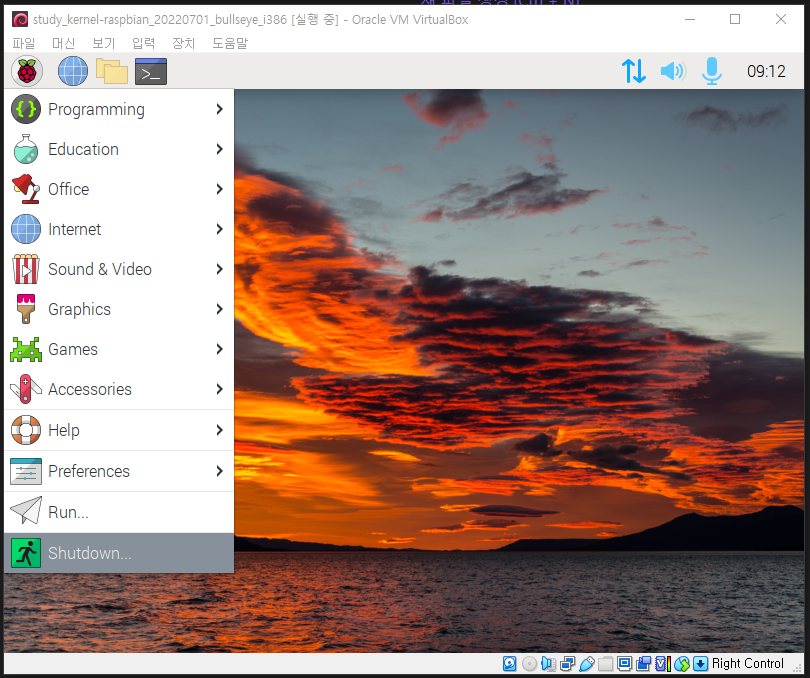 study_kernel-raspbian_20220701_bullseye_i386 [실행 중] - Oracle VM VirtualBox
파일 머신 보기 입력 장치 도움말
09:12
Programming
Education
Office
Internet
Sound & Video
Graphics
Games
Accessories
Help
Preferences
Run...
Shutdown...
Right Control